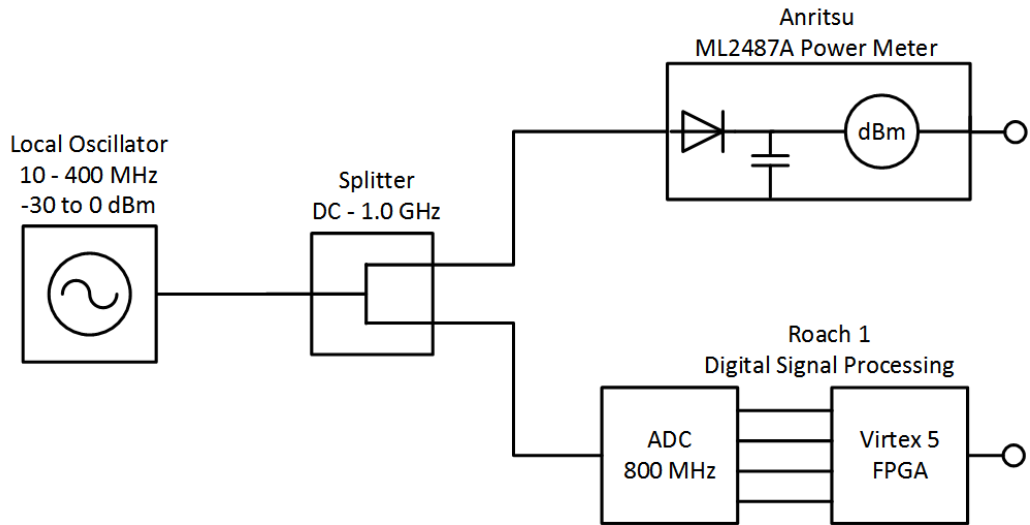 Anritsu
ML2487A Power Meter
dBm
Local Oscillator
10 - 400 MHz
-30 to 0 dBm
Splitter
DC - 1.0 GHz
Roach 1
Digital Signal Processing
ADC
800 MHz
Virtex 5
FPGA